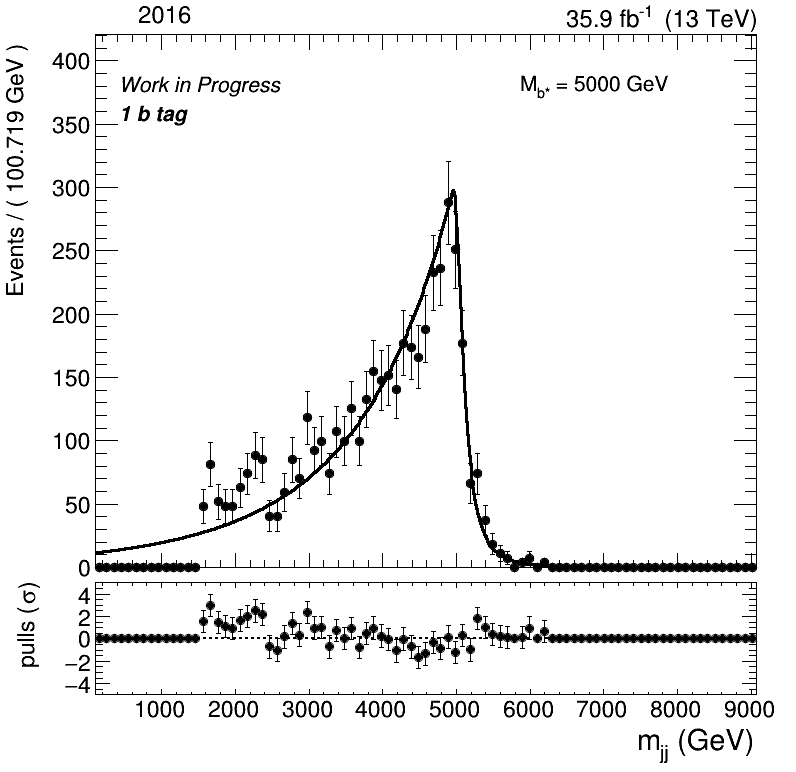 2016 35.9 fb⁻¹ (13 TeV)
Events / ( 100.719 GeV )
400
350
300
250
200
150
100
50
0
Work in Progress
1 b tag
M_b* = 5000 GeV
pulls (σ)
4
2
0
−2
−4
1000 2000 3000 4000 5000 6000 7000 8000 9000
m_jj (GeV)